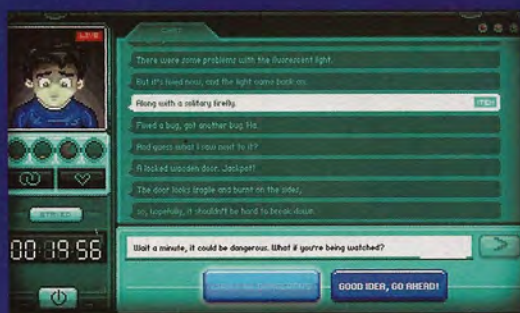 LIVE
There were some problems with the fluorescent light.
But it's fixed now, and the light came back on.
Along with a solitary firefly.
Fixed a bug, got another bug. Ha.
And guess what I saw next to it?
A locked wooden door. Jackpot!
The door looks fragile and burnt on the sides,
so, hopefully, it shouldn't be hard to break down.
00:19:56
Wait a minute, it could be dangerous. What if you're being watched?
GOOD IDEA, GO AHEAD!